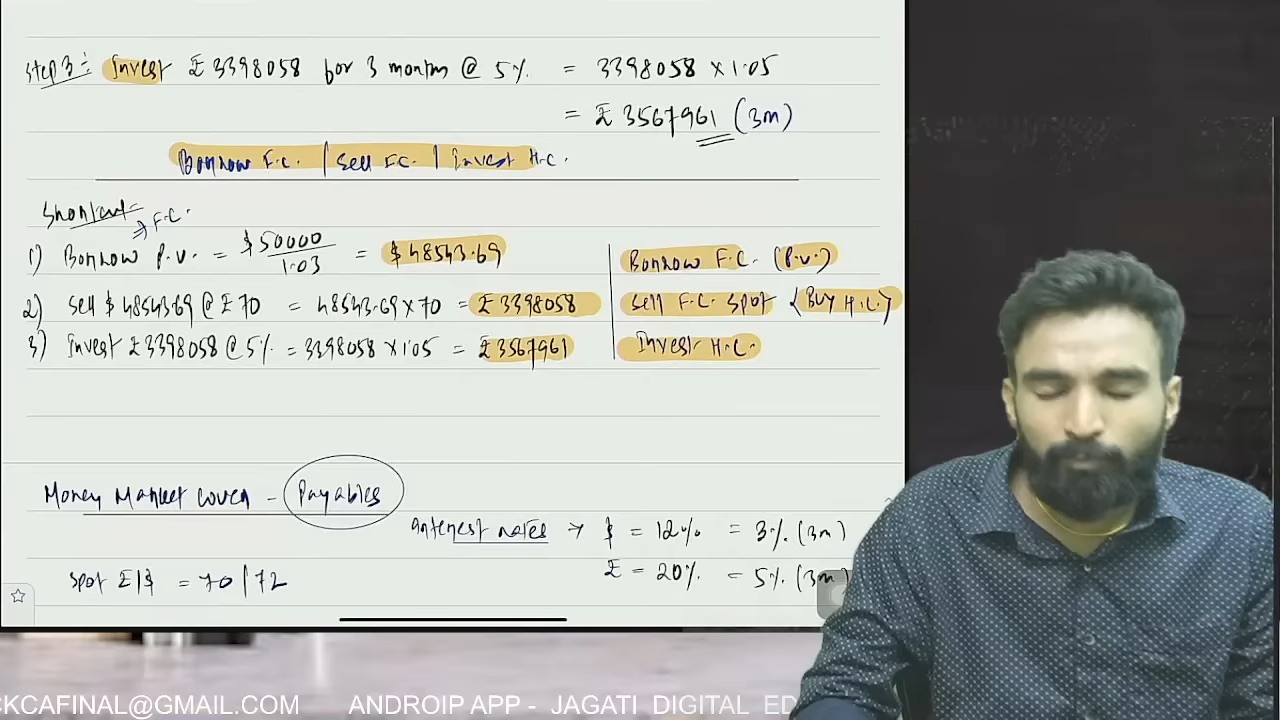 Step 3 :- Invest ₹3398058 for 3 months @ 5% = 3398058 × 1.05
= ₹3567961 (3m)
Borrow F.C. | Sell F.C. | Invest H.C.
Shortcut
⇒ F.C.
1) Borrow P.V. = $50000 / 1.03 = $48543.69
Borrow F.C. (P.V.)
2) Sell $48543.69 @ ₹70 = 48543.69 × 70 = ₹3398058
Sell F.C. Spot (Buy H.C.)
3) Invest ₹3398058 @ 5% = 3398058 × 1.05 = ₹3567961
Invest H.C.
Money Market Cover - Payables
Interest rates → $ = 12% = 3% (3m)
Spot ₹/$ = 70/72
₹ = 20% = 5% (3m)
CKCAFINAL@GMAIL.COM ANDROIP APP - JAGATI DIGITAL ED